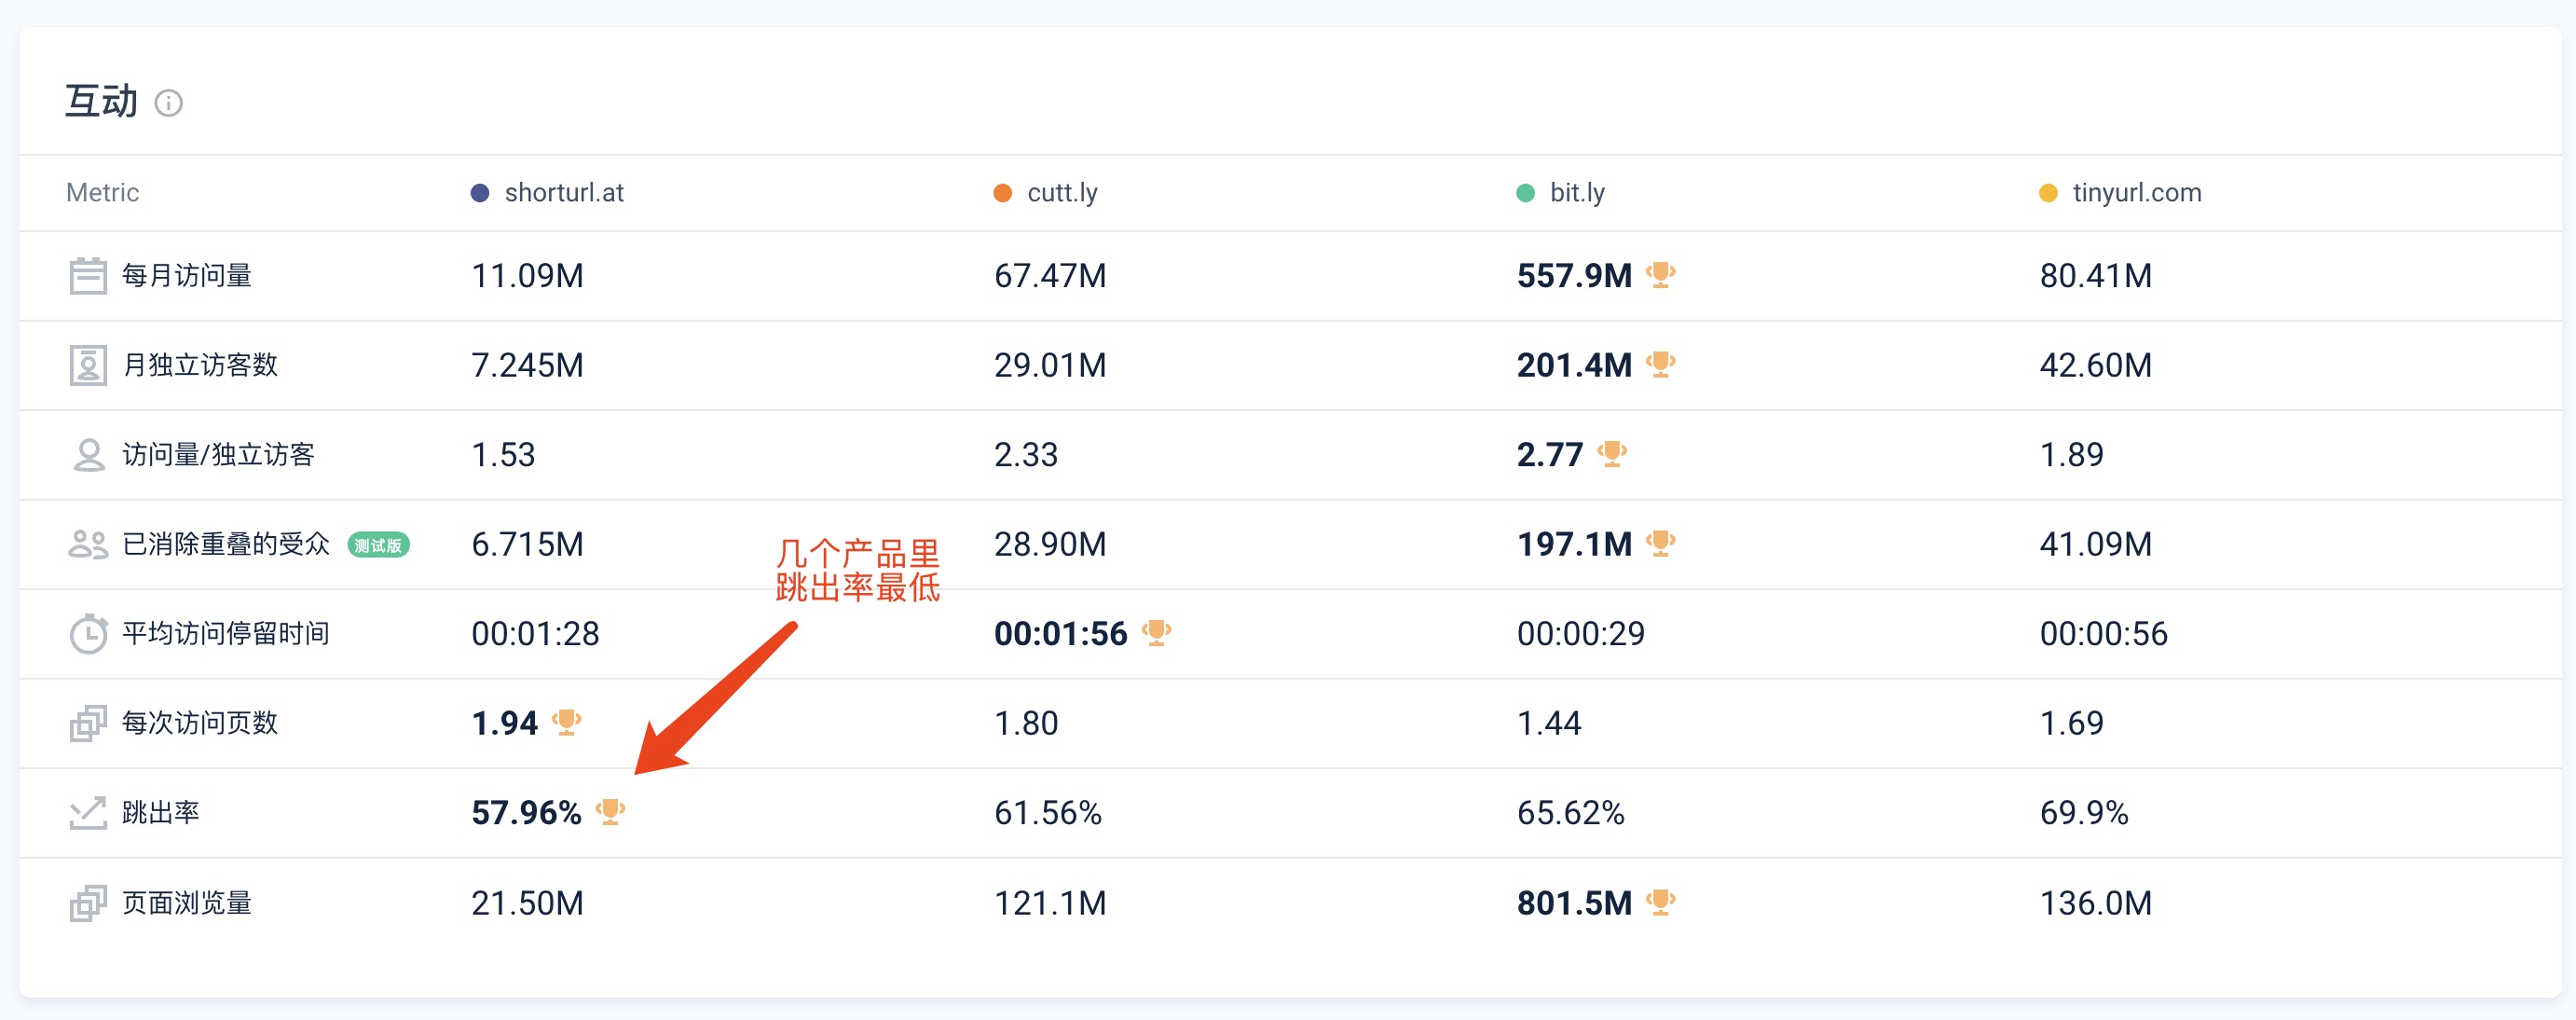 互动
Metric shorturl.at cutt.ly bit.ly tinyurl.com
每月访问量 11.09M 67.47M 557.9M 80.41M
月独立访客数 7.245M 29.01M 201.4M 42.60M
访问量/独立访客 1.53 2.33 2.77 1.89
已消除重叠的受众 测试版 6.715M 28.90M 197.1M 41.09M
几个产品里
跳出率最低
平均访问停留时间 00:01:28 00:01:56 00:00:29 00:00:56
每次访问页数 1.94 1.80 1.44 1.69
跳出率 57.96% 61.56% 65.62% 69.9%
页面浏览量 21.50M 121.1M 801.5M 136.0M